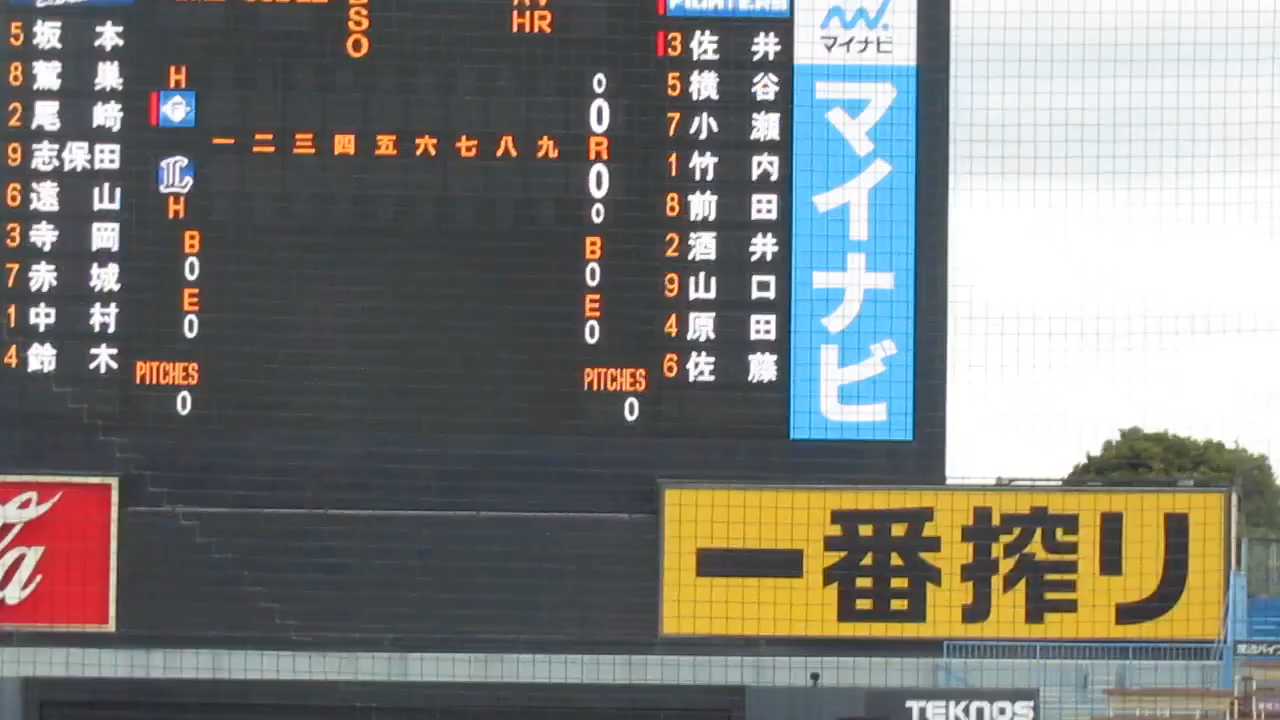 S
O
HR
FIGHTERS
5 坂本
8 鷲巣
2 尾崎
9 志保田
6 遠山
3 寺岡
7 赤城
1 中村
4 鈴木
H
一 二 三 四 五 六 七 八 九
0
0
R
0
0
L
H
B
0
E
0
PITCHES
0
B
0
E
0
PITCHES
0
3 佐井
5 横谷
7 小瀬
1 竹内
8 前田
2 酒井
9 山口
4 原田
6 佐藤
マイナビ
マイナビ
一番搾り
TEKNOS